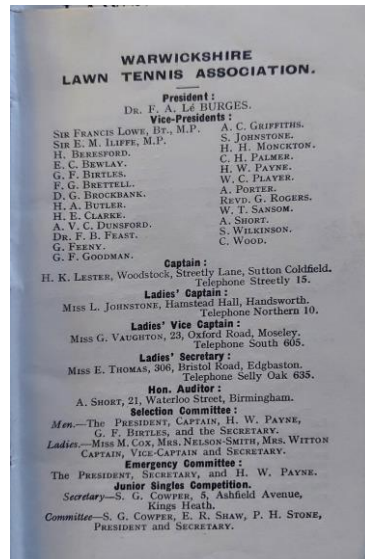 WARWICKSHIRE
LAWN TENNIS ASSOCIATION.
President :
DR. F. A. Lé BURGES.
Vice-Presidents :
SIR FRANCIS LOWE, BT., M.P.
SIR E. M. ILIFFE, M.P.
H. BERESFORD.
E. C. BEWLAY.
G. F. BIRTLES.
F. G. BRETTELL.
D. G. BROCKBANK.
H. A. BUTLER.
H. E. CLARKE.
A. V. C. DUNSFORD.
DR. F. B. FEAST.
G. FEENY.
G. F. GOODMAN.
A. C. GRIFFITHS.
S. JOHNSTONE.
H. H. MONCKTON.
C. H. PALMER.
H. W. PAYNE.
W. C. PLAYER.
A. PORTER.
REVD. G. ROGERS.
W. T. SANSOM.
A. SHORT.
S. WILKINSON.
C. WOOD.
Captain :
H. K. LESTER, Woodstock, Streetly Lane, Sutton Coldfield.
Telephone Streetly 15.
Ladies' Captain :
MISS L. JOHNSTONE, Hamstead Hall, Handsworth.
Telephone Northern 10.
Ladies' Vice Captain :
MISS G. VAUGHTON, 23, Oxford Road, Moseley.
Telephone South 605.
Ladies' Secretary :
MISS E. THOMAS, 306, Bristol Road, Edgbaston.
Telephone Selly Oak 635.
Hon. Auditor :
A. SHORT, 21, Waterloo Street, Birmingham.
Selection Committee :
Men.—The PRESIDENT, CAPTAIN, H. W. PAYNE,
G. F. BIRTLES, and the SECRETARY.
Ladies.—MISS M. COX, MRS. NELSON-SMITH, MRS. WITTON
CAPTAIN, VICE-CAPTAIN and SECRETARY.
Emergency Committee :
The PRESIDENT, SECRETARY, and H. W. PAYNE.
Junior Singles Competition.
Secretary—S. G. COWPER, 5, Ashfield Avenue,
Kings Heath.
Committee—S. G. COWPER, E. R. SHAW, P. H. STONE,
PRESIDENT and SECRETARY.